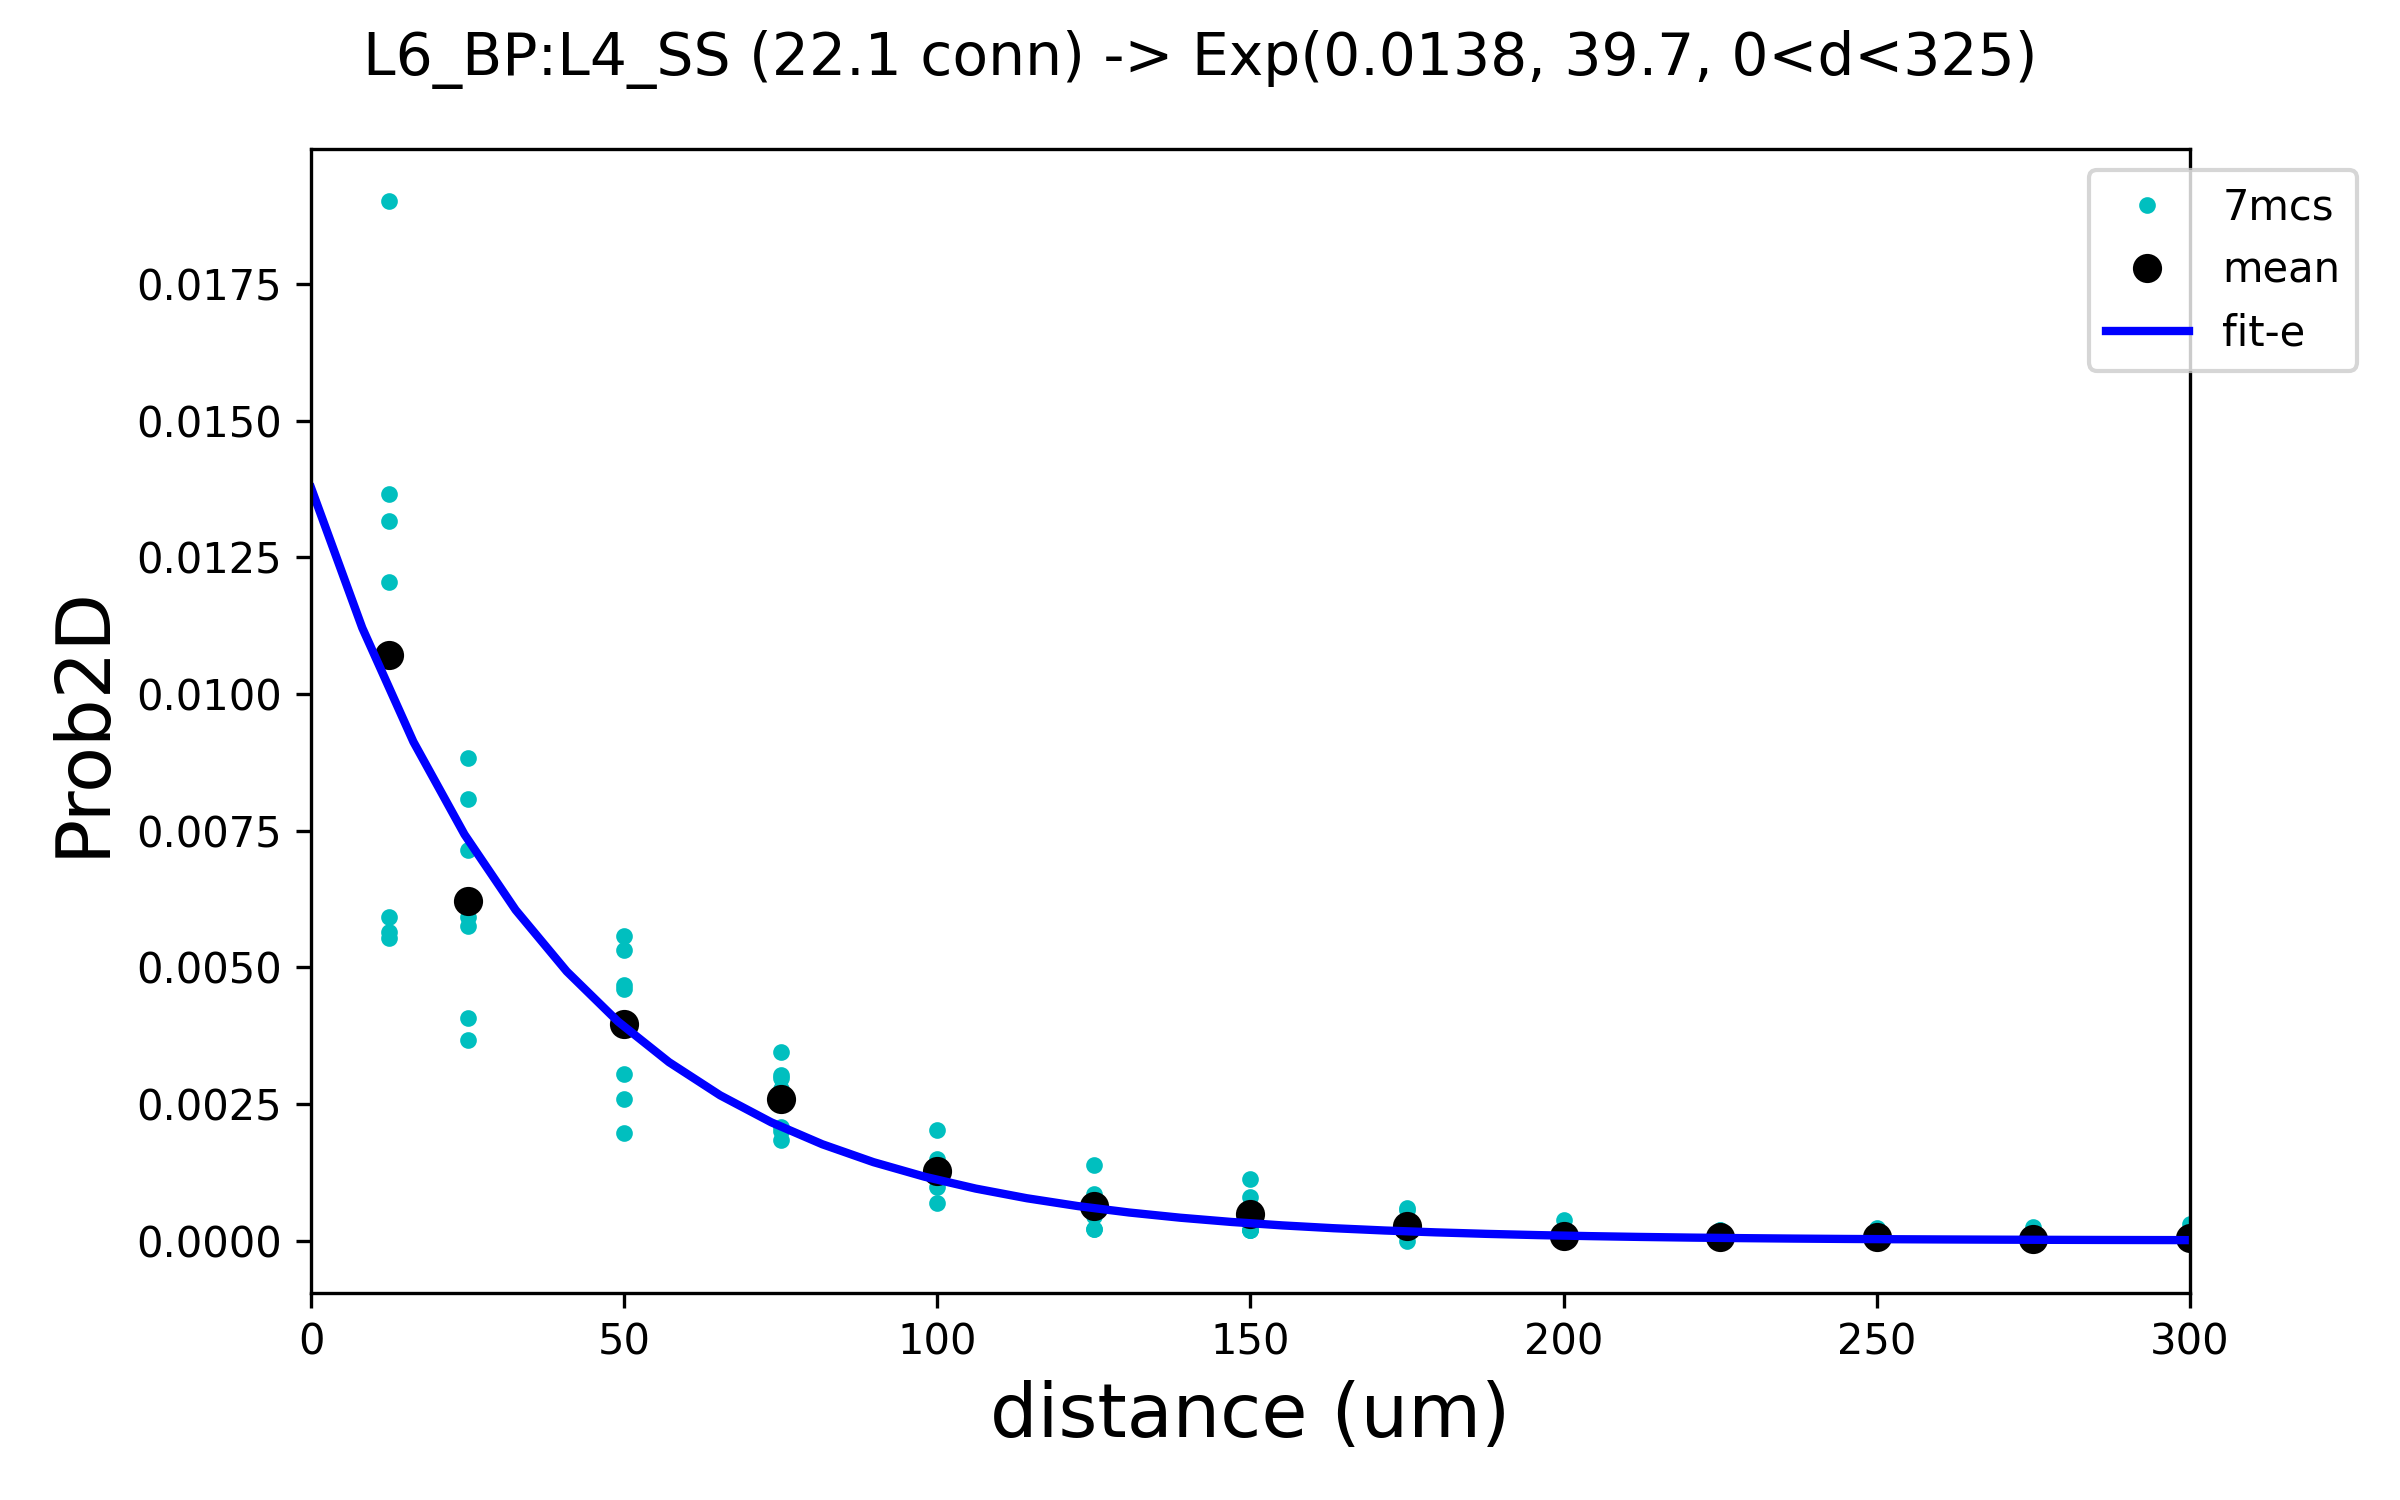 L6_BP:L4_SS (22.1 conn) -> Exp(0.0138, 39.7, 0<d<325)
7mcs
mean
fit-e
Prob2D
0.0175
0.0150
0.0125
0.0100
0.0075
0.0050
0.0025
0.0000
0 50 100 150 200 250 300
distance (um)